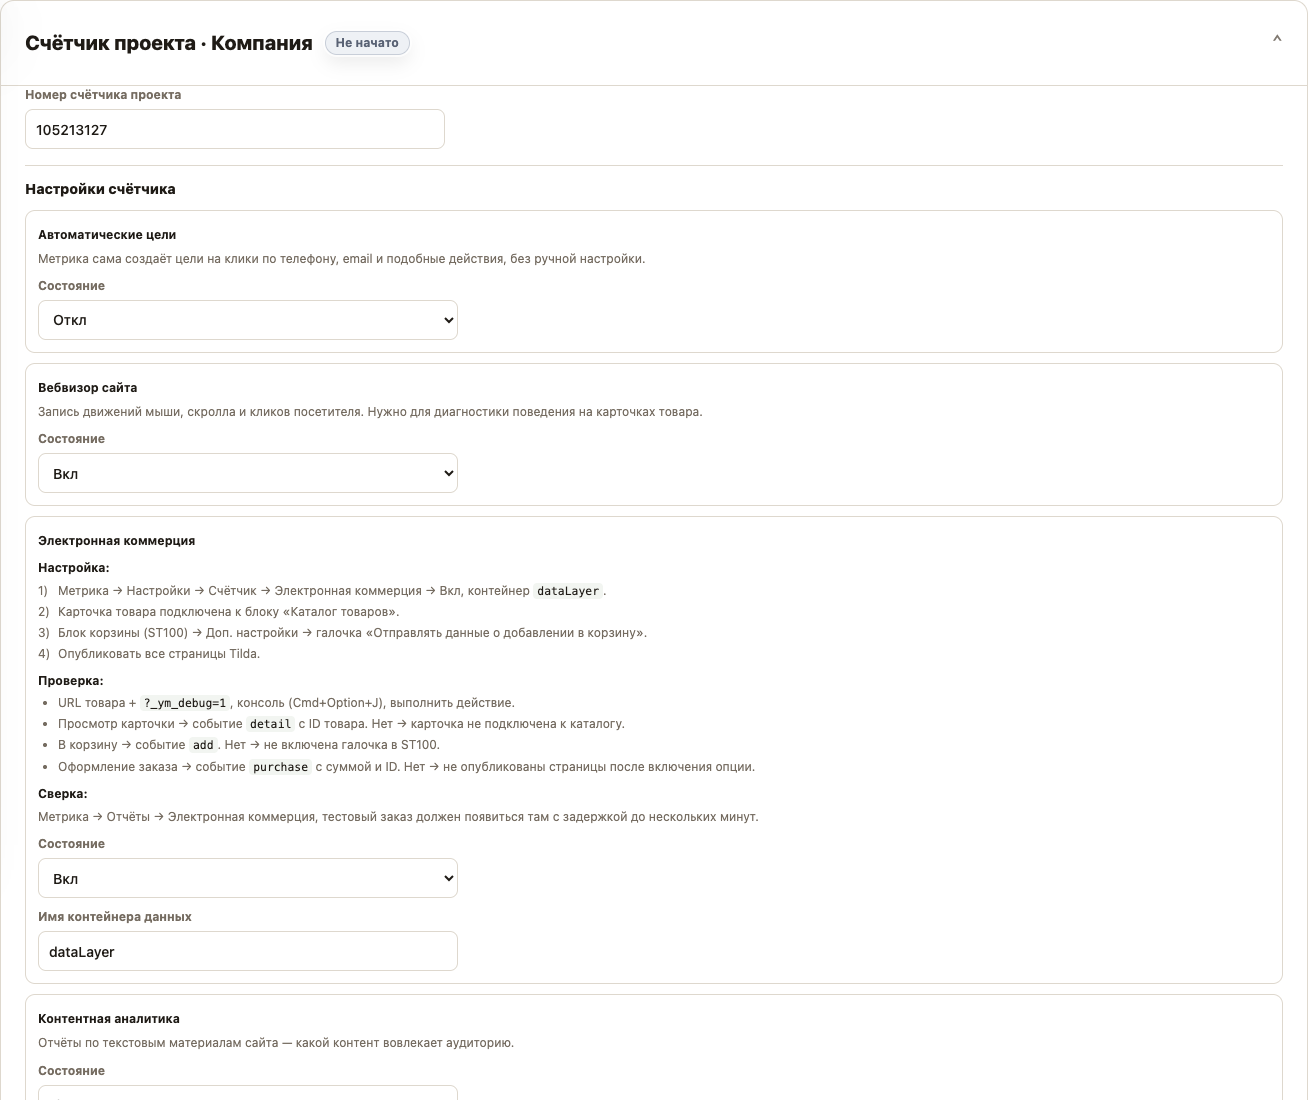 Счётчик проекта · Компания Не начато
Номер счётчика проекта
105213127
Настройки счётчика
Автоматические цели
Метрика сама создаёт цели на клики по телефону, email и подобные действия, без ручной настройки.
Состояние
Откл
Вебвизор сайта
Запись движений мыши, скролла и кликов посетителя. Нужно для диагностики поведения на карточках товара.
Состояние
Вкл
Электронная коммерция
Настройка:
1) Метрика → Настройки → Счётчик → Электронная коммерция → Вкл, контейнер dataLayer.
2) Карточка товара подключена к блоку «Каталог товаров».
3) Блок корзины (ST100) → Доп. настройки → галочка «Отправлять данные о добавлении в корзину».
4) Опубликовать все страницы Tilda.
Проверка:
• URL товара + ?_ym_debug=1, консоль (Cmd+Option+J), выполнить действие.
• Просмотр карточки → событие detail с ID товара. Нет → карточка не подключена к каталогу.
• В корзину → событие add. Нет → не включена галочка в ST100.
• Оформление заказа → событие purchase с суммой и ID. Нет → не опубликованы страницы после включения опции.
Сверка:
Метрика → Отчёты → Электронная коммерция, тестовый заказ должен появиться там с задержкой до нескольких минут.
Состояние
Вкл
Имя контейнера данных
dataLayer
Контентная аналитика
Отчёты по текстовым материалам сайта — какой контент вовлекает аудиторию.
Состояние